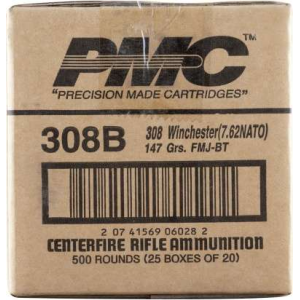 PMC™
"PRECISION MADE CARTRIDGES"
308B
308 Winchester(7.62NATO)
147 Grs. FMJ-BT
2 07 41569 06028 2
CENTERFIRE RIFLE AMMUNITION
500 ROUNDS (25 BOXES OF 20)